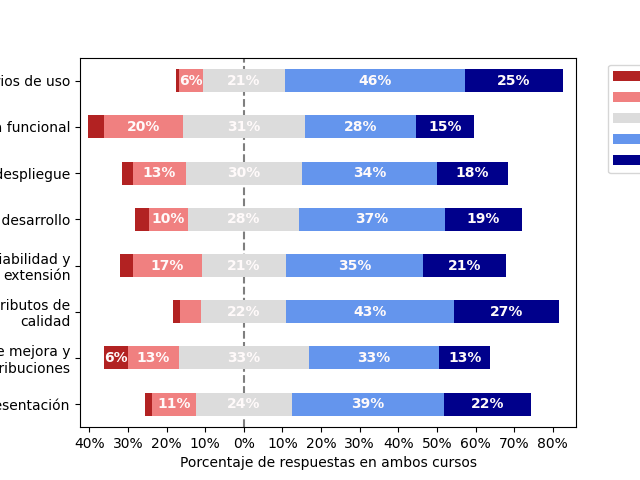 ios de uso
6% 21% 46% 25%
funcional
20% 31% 28% 15%
despliegue
13% 30% 34% 18%
desarrollo
10% 28% 37% 19%
iabilidad y
extensión
17% 21% 35% 21%
ributos de
calidad
22% 43% 27%
e mejora y
ribuciones
6% 13% 33% 33% 13%
esentación
11% 24% 39% 22%
40% 30% 20% 10% 0% 10% 20% 30% 40% 50% 60% 70% 80%
Porcentaje de respuestas en ambos cursos